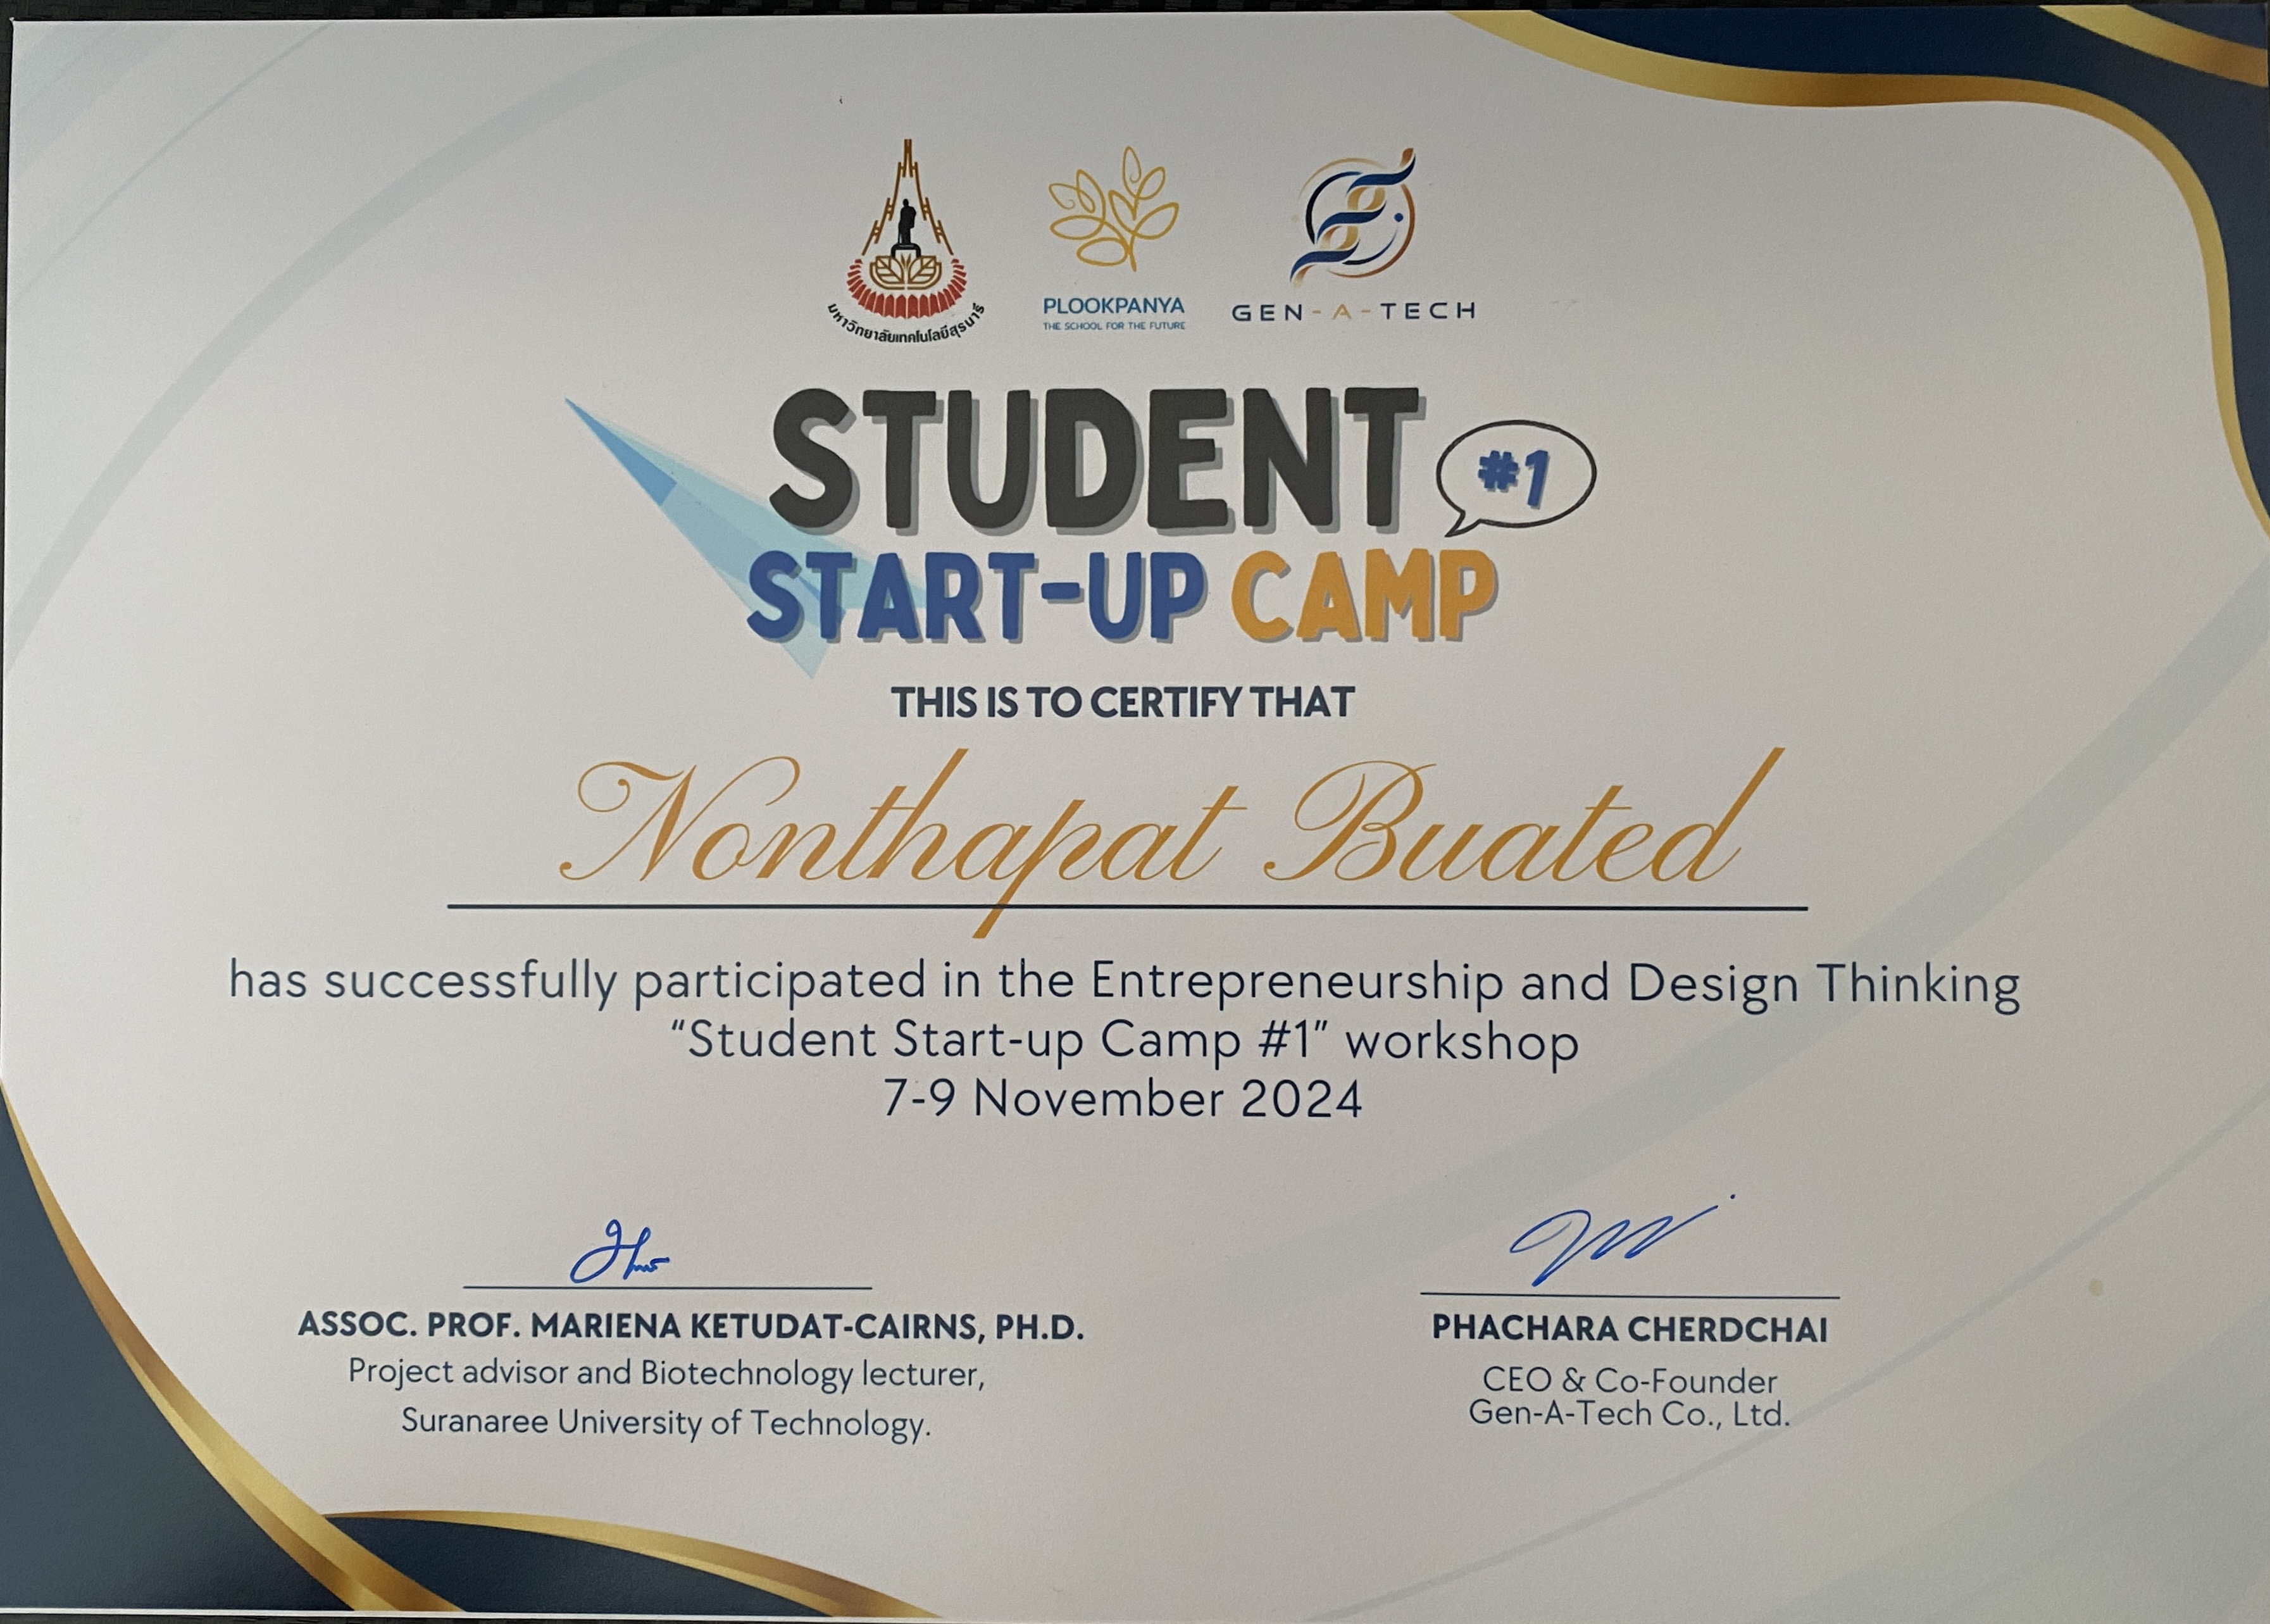 มหาวิทยาลัยเทคโนโลยีสุรนารี
PLOOKPANYA
THE SCHOOL FOR THE FUTURE
GEN-A-TECH
STUDENT
#1
START-UP CAMP
THIS IS TO CERTIFY THAT
Nonthapat Buated
has successfully participated in the Entrepreneurship and Design Thinking
“Student Start-up Camp #1” workshop
7-9 November 2024
ASSOC. PROF. MARIENA KETUDAT-CAIRNS, PH.D.
Project advisor and Biotechnology lecturer,
Suranaree University of Technology.
PHACHARA CHERDCHAI
CEO & Co-Founder
Gen-A-Tech Co., Ltd.